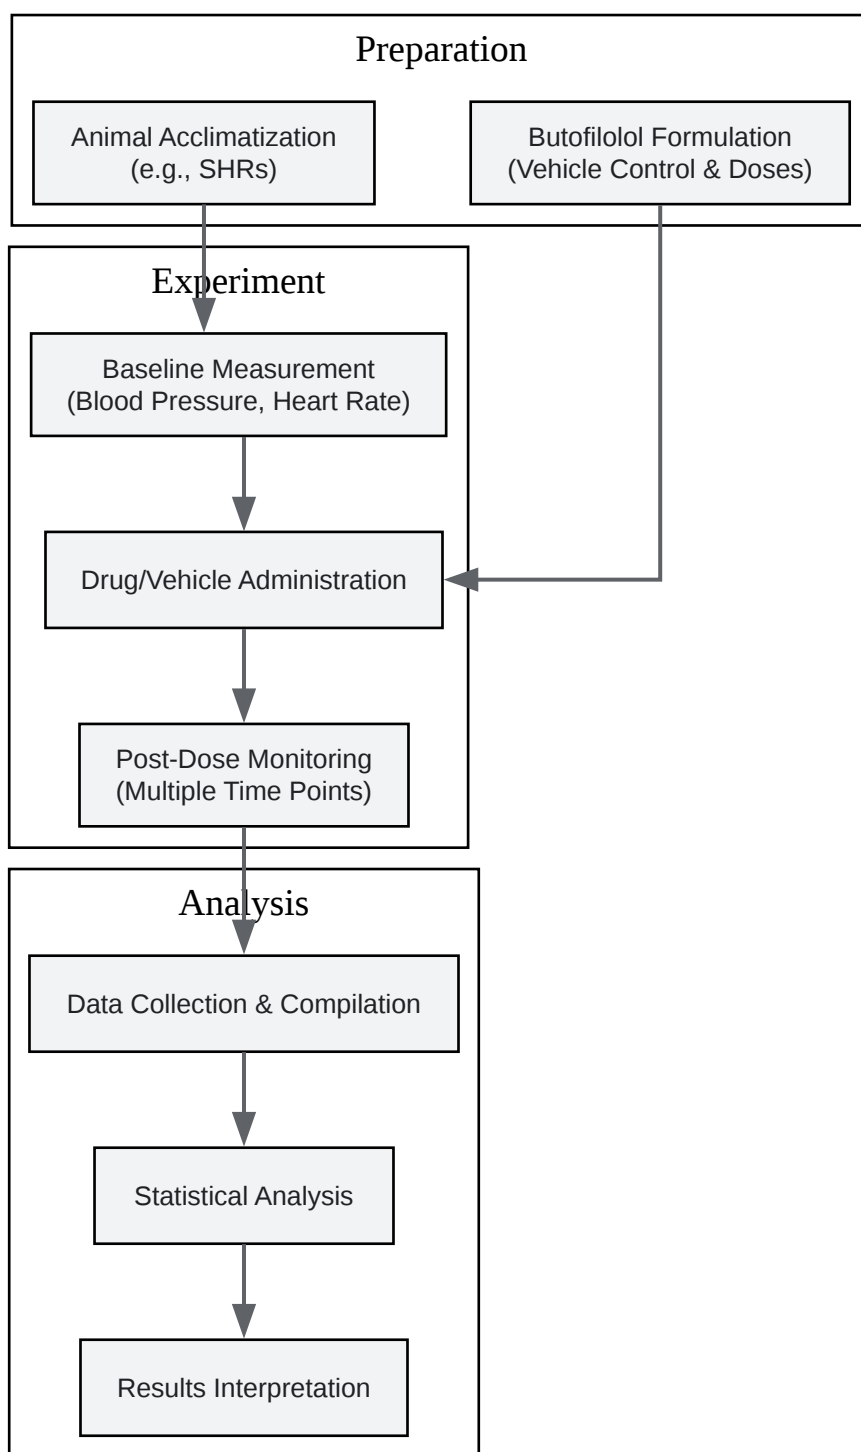 Preparation
Animal Acclimatization
(e.g., SHRs)
Butofilolol Formulation
(Vehicle Control & Doses)
Experiment
Baseline Measurement
(Blood Pressure, Heart Rate)
Drug/Vehicle Administration
Post-Dose Monitoring
(Multiple Time Points)
Analysis
Data Collection & Compilation
Statistical Analysis
Results Interpretation